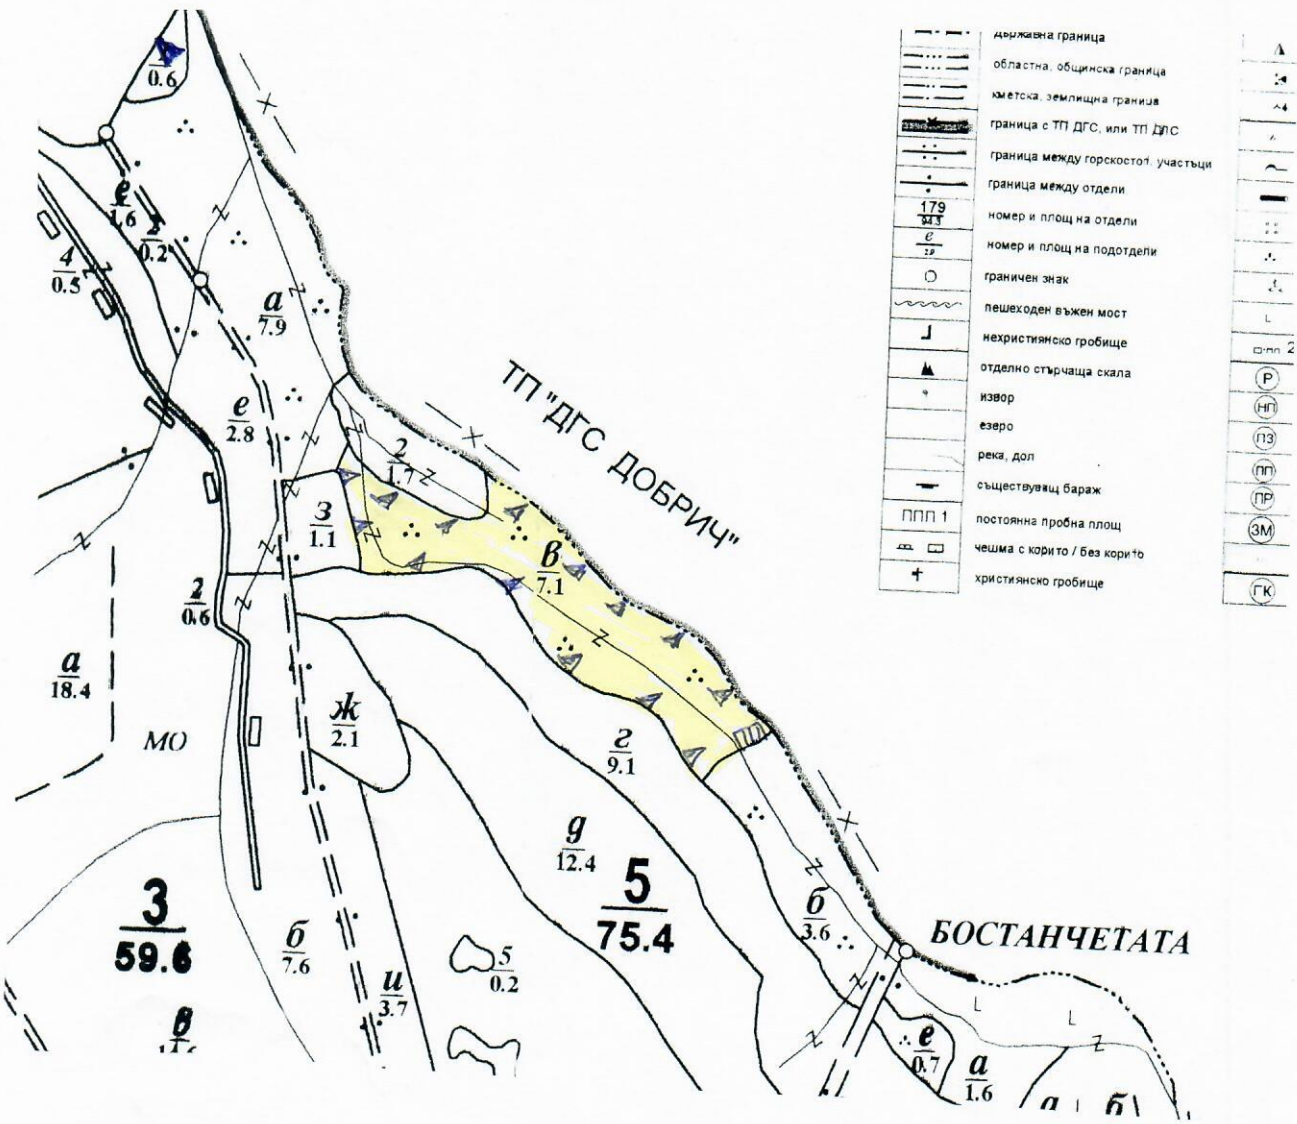 държавна граница
областна, общинска граница
кметска, землищна граница
граница с ТП ДГС, или ТП ДЛС
граница между горскостоп. участъци
граница между отдели
179
94.3
номер и площ на отдели
е
2.9
номер и площ на подотдели
граничен знак
пешеходен въжен мост
нехристиянско гробище
отделно стърчаща скала
извор
езеро
река, дол
съществуващ бараж
ППП 1
постоянна пробна площ
чешма с корито / без корито
християнско гробище
Р
НП
ПЗ
ПП
ПР
ЗМ
ГК
1
0.6
е
1.6
2
0.2
4
0.5
а
7.9
е
2.8
2
1.7
ТП "ДГС ДОБРИЧ"
З
1.1
в
7.1
2
0.6
а
18.4
МО
ж
2.1
г
9.1
д
12.4
5
75.4
3
59.6
б
7.6
и
3.7
5
0.2
б
3.6
БОСТАНЧЕТАТА
в
е
0.7
а
1.6
а
б